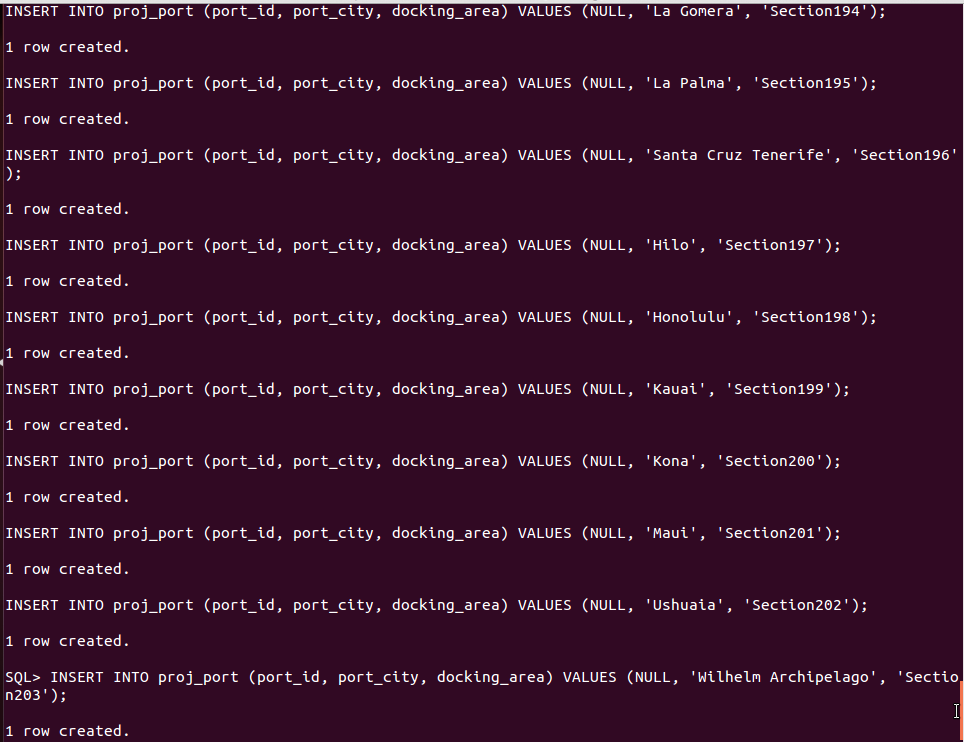 INSERT INTO proj_port (port_id, port_city, docking_area) VALUES (NULL, 'La Gomera', 'Section194');
1 row created.
INSERT INTO proj_port (port_id, port_city, docking_area) VALUES (NULL, 'La Palma', 'Section195');
1 row created.
INSERT INTO proj_port (port_id, port_city, docking_area) VALUES (NULL, 'Santa Cruz Tenerife', 'Section196'
);
1 row created.
INSERT INTO proj_port (port_id, port_city, docking_area) VALUES (NULL, 'Hilo', 'Section197');
1 row created.
INSERT INTO proj_port (port_id, port_city, docking_area) VALUES (NULL, 'Honolulu', 'Section198');
1 row created.
INSERT INTO proj_port (port_id, port_city, docking_area) VALUES (NULL, 'Kauai', 'Section199');
1 row created.
INSERT INTO proj_port (port_id, port_city, docking_area) VALUES (NULL, 'Kona', 'Section200');
1 row created.
INSERT INTO proj_port (port_id, port_city, docking_area) VALUES (NULL, 'Maui', 'Section201');
1 row created.
INSERT INTO proj_port (port_id, port_city, docking_area) VALUES (NULL, 'Ushuaia', 'Section202');
1 row created.
SQL> INSERT INTO proj_port (port_id, port_city, docking_area) VALUES (NULL, 'Wilhelm Archipelago', 'Sectio
n203');
1 row created.